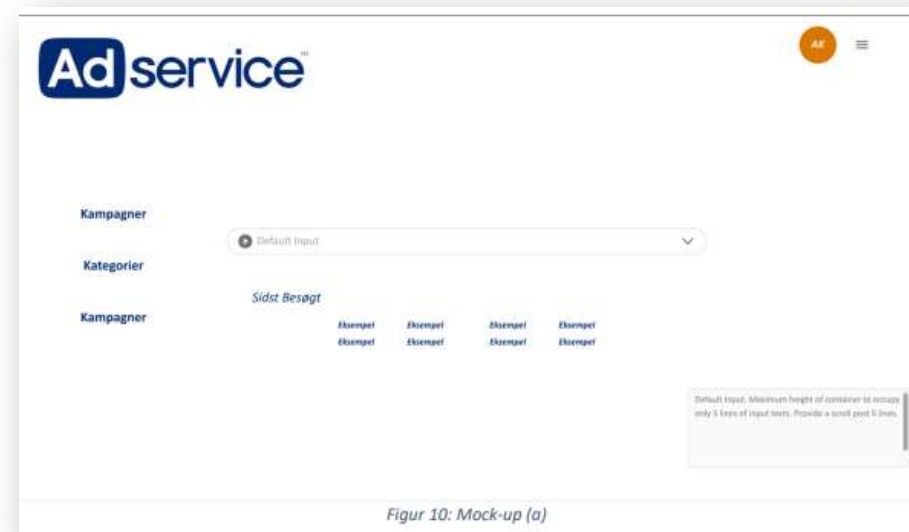 Adservice™
AK
Kampagner
Default Input
Kategorier
Sidst Besøgt
Kampagner
Eksempel Eksempel Eksempel Eksempel
Eksempel Eksempel Eksempel Eksempel
Default Input. Maximum height of container to occupy
only 5 lines of input texts. Provide a scroll post 5 lines.
Figur 10: Mock-up (a)